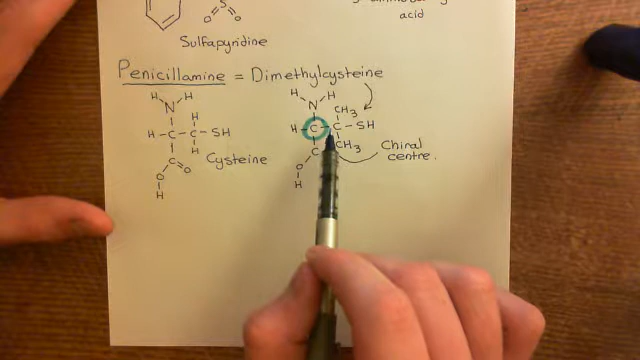 Sulfapyridine
acid
Penicillamine = Dimethylcysteine
H H H H
N N CH3
H
H - C - C - SH H - C - C - SH
H CH3
C O Cysteine C Chiral
O O centre.
H H